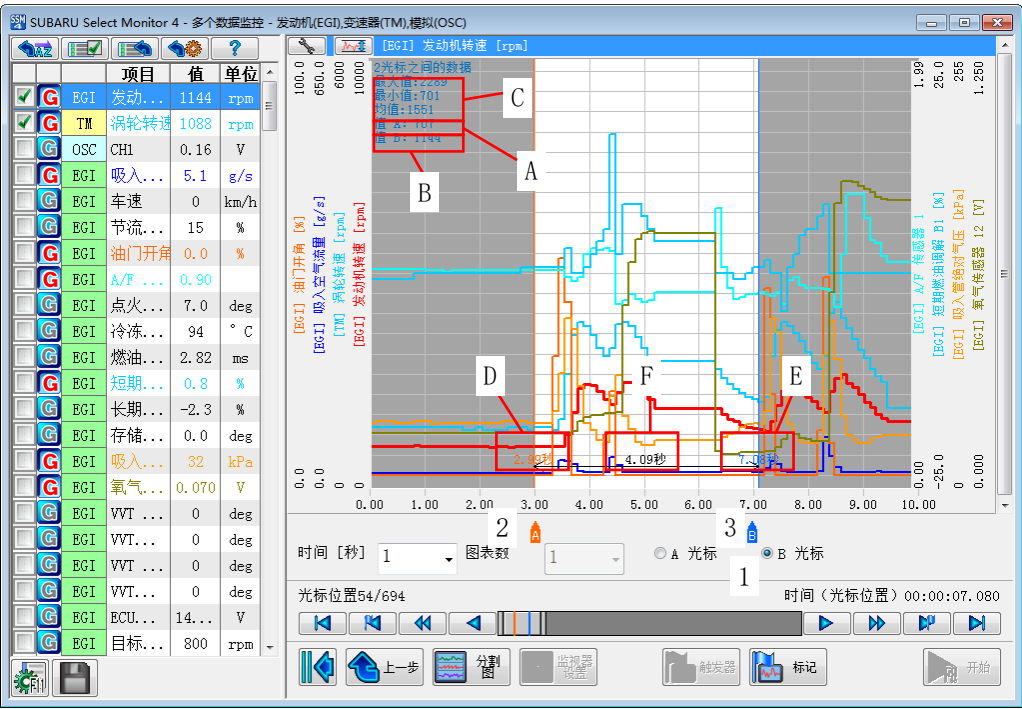 SUBARU Select Monitor 4 - 多个数据监控 - 发动机(EGI),变速器(TM),模拟(OSC)
AZ
?
[EGI] 发动机转速 [rpm]
项目 值 单位
G EGI 发动... 1144 rpm
G TM 涡轮转速 1088 rpm
G OSC CH1 0.16 V
G EGI 吸入... 5.1 g/s
G EGI 车速 0 km/h
G EGI 节流... 15 %
G EGI 油门开角 0.0 %
G EGI A/F ... 0.90
G EGI 点火... 7.0 deg
G EGI 冷冻... 94 °C
G EGI 燃油... 2.82 ms
G EGI 短期... 0.8 %
G EGI 长期... -2.3 %
G EGI 存储... 0.0 deg
G EGI 吸入... 32 kPa
G EGI 氧气... 0.070 V
G EGI VVT ... 0 deg
G EGI VVT... 0 deg
G EGI VVT ... 0 deg
G EGI VVT... 0 deg
G EGI ECU... 14... V
G EGI 目标... 800 rpm
F11
100.0
650.0
6000
10000
[EGI] 油门开角 [%]
[EGI] 吸入空气流量 [g/s]
[TM] 涡轮转速 [rpm]
[EGI] 发动机转速 [rpm]
0.0
0.0
0
0
2光标之间的数据
最大值:2289
最小值:701
均值:1551
值 A: 707
值 B: 1144
C
A
B
D
F
E
2.99秒
4.09秒
7.08秒
1.99
25.0
255
1.250
[EGI] A/F 传感器 1
[EGI] 短期燃油调解 B1 [%]
[EGI] 吸入管绝对气压 [kPa]
[EGI] 氧气传感器 12 [V]
0.00
-25.0
0
0.000
0.00 1.00 2.00 3.00 4.00 5.00 6.00 7.00 8.00 9.00 10.00
2
A
3
B
时间 [秒] 1 图表数 1 A 光标 B 光标
1
光标位置54/694
时间（光标位置）00:00:07.080
上一步
分割图
监视器设置
触发器
标记
开始